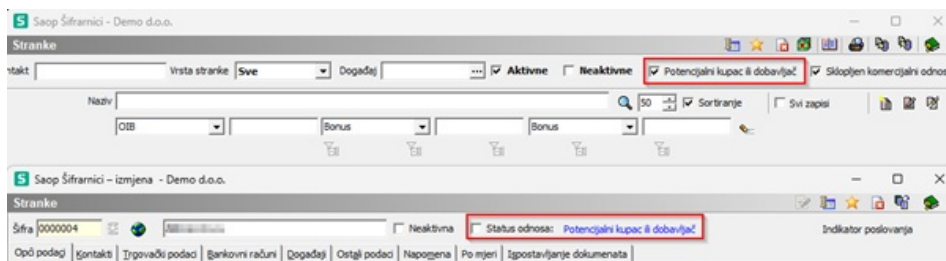 Saop Šifrarnici - Demo d.o.o.
Stranke
ntakt Vrsta stranke Sve Događaj ... Aktivne Neaktivne Potencijalni kupac ili dobavljač Sklopljen komercijalni odnos
Naziv 50 Sortiranje Svi zapisi
OIB Bonus Bonus
Saop Šifrarnici – izmjena - Demo d.o.o.
Stranke
Šifra 0000004 Neaktivna Status odnosa: Potencijalni kupac ili dobavljač Indikator poslovanja
Opći podaci Kontakti Trgovački podaci Bankovni računi Događaji Ostali podaci Napomena Po mjeri Ispostavljanje dokumenata